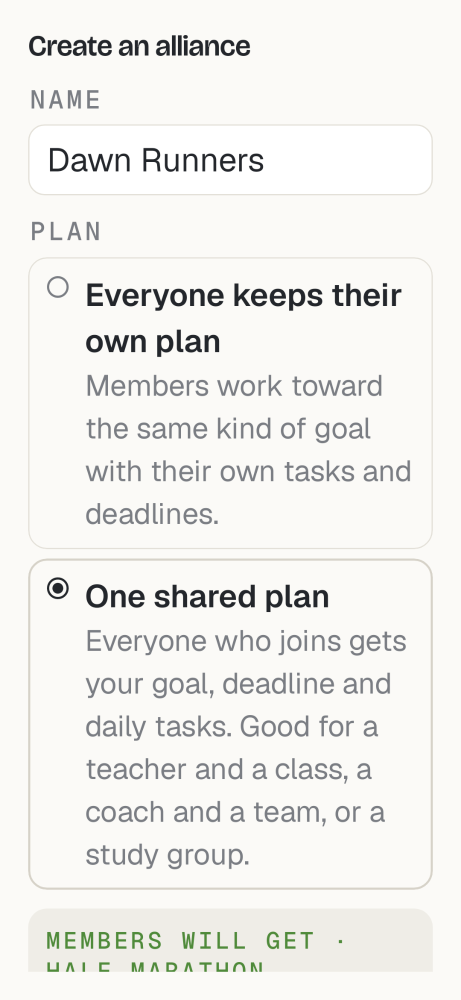 Create an alliance
NAME
Dawn Runners
PLAN
Everyone keeps their
own plan
Members work toward
the same kind of goal
with their own tasks and
deadlines.
One shared plan
Everyone who joins gets
your goal, deadline and
daily tasks. Good for a
teacher and a class, a
coach and a team, or a
study group.
MEMBERS WILL GET ·
HALF MARATHON